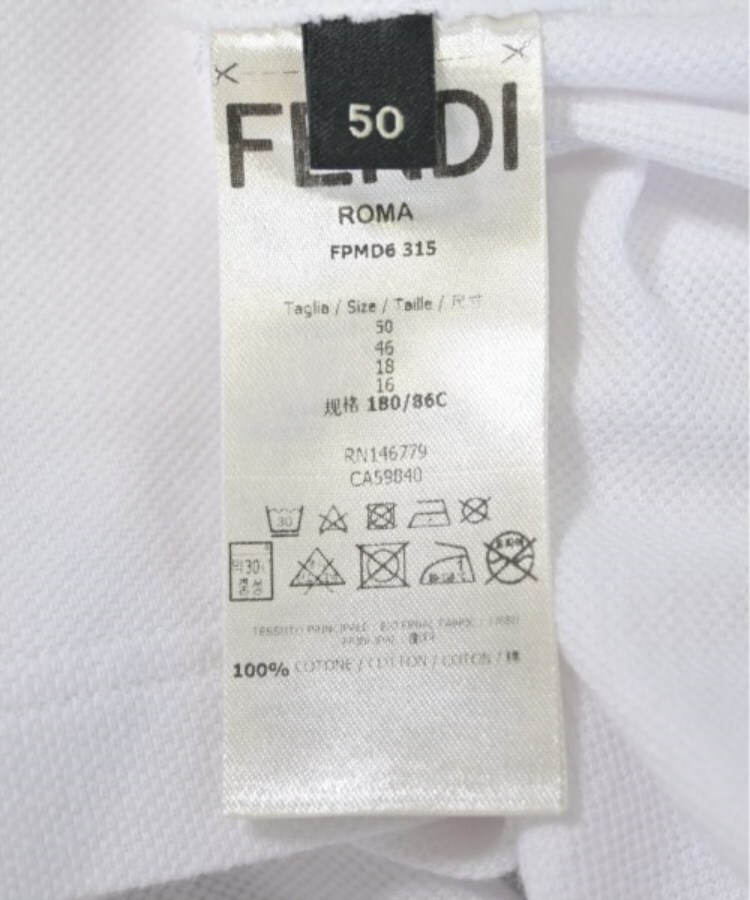 50
FENDI
ROMA
FPMD6 315
Taglia / Size / Taille / 尺寸
50
46
18
16
规格 180/86C
RN146779
CA59840
30
100% COTONE / COTTON / COTON / 棉